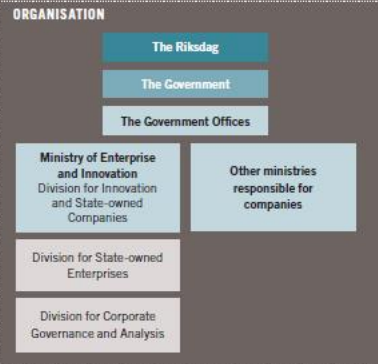 ORGANISATION
The Riksdag
The Government
The Government Offices
Ministry of Enterprise
and Innovation
Division for Innovation
and State-owned
Companies
Other ministries
responsible for
companies
Division for State-owned
Enterprises
Division for Corporate
Governance and Analysis